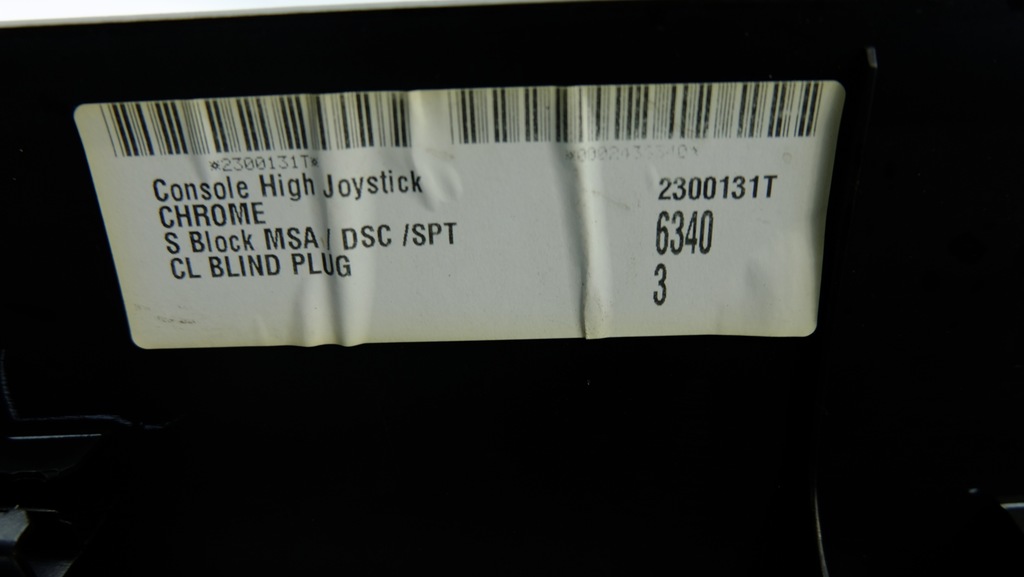 *2300131T*
Console High Joystick
CHROME
S Block MSA / DSC /SPT
CL BLIND PLUG
2300131T
6340
3